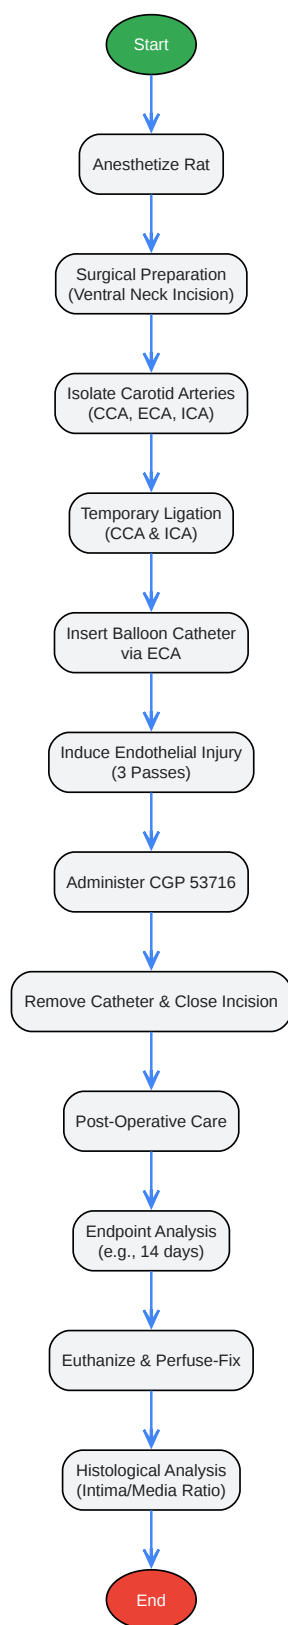 Start
Anesthetize Rat
Surgical Preparation
(Ventral Neck Incision)
Isolate Carotid Arteries
(CCA, ECA, ICA)
Temporary Ligation
(CCA & ICA)
Insert Balloon Catheter
via ECA
Induce Endothelial Injury
(3 Passes)
Administer CGP 53716
Remove Catheter & Close Incision
Post-Operative Care
Endpoint Analysis
(e.g., 14 days)
Euthanize & Perfuse-Fix
Histological Analysis
(Intima/Media Ratio)
End